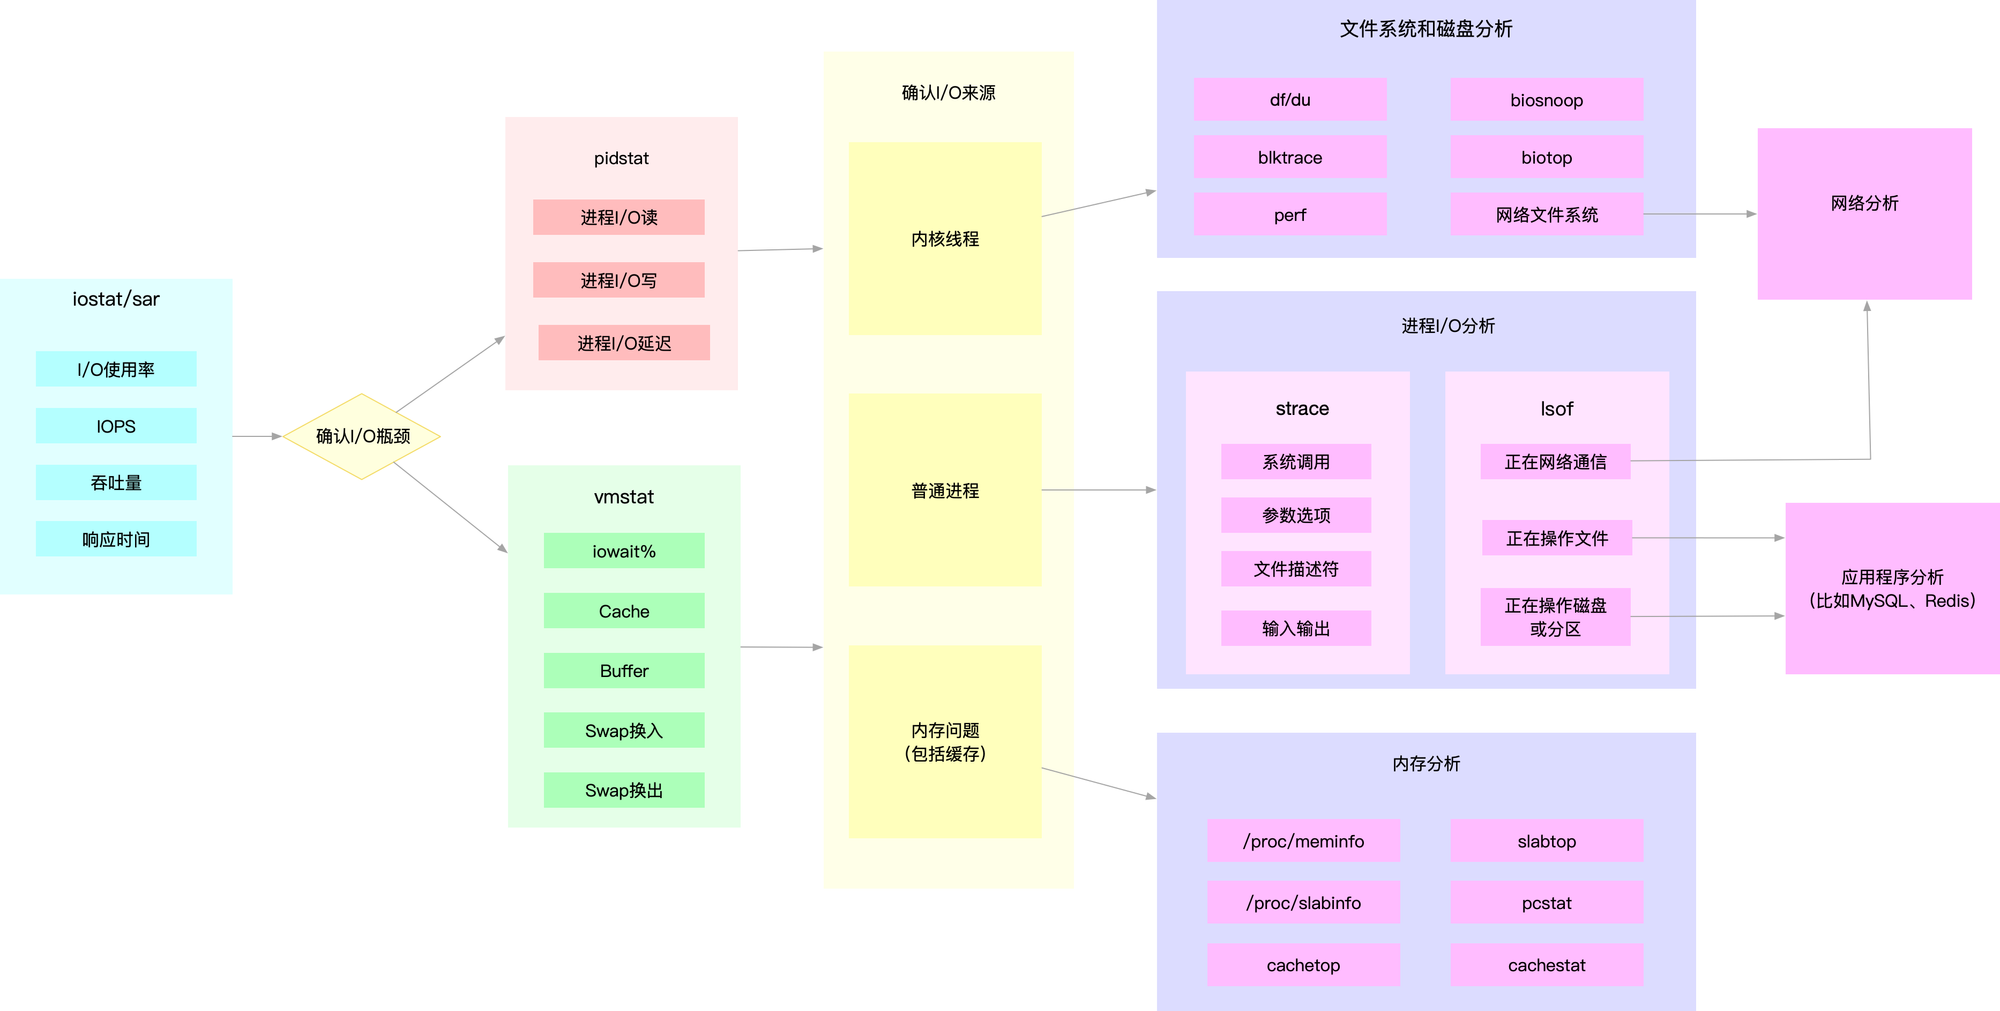 iostat/sar
I/O使用率
IOPS
吞吐量
响应时间
确认I/O瓶颈
pidstat
进程I/O读
进程I/O写
进程I/O延迟
vmstat
iowait%
Cache
Buffer
Swap换入
Swap换出
确认I/O来源
内核线程
普通进程
内存问题
（包括缓存）
文件系统和磁盘分析
df/du
biosnoop
blktrace
biotop
perf
网络文件系统
进程I/O分析
strace
系统调用
参数选项
文件描述符
输入输出
lsof
正在网络通信
正在操作文件
正在操作磁盘
或分区
内存分析
/proc/meminfo
slabtop
/proc/slabinfo
pcstat
cachetop
cachestat
网络分析
应用程序分析
（比如MySQL、Redis）